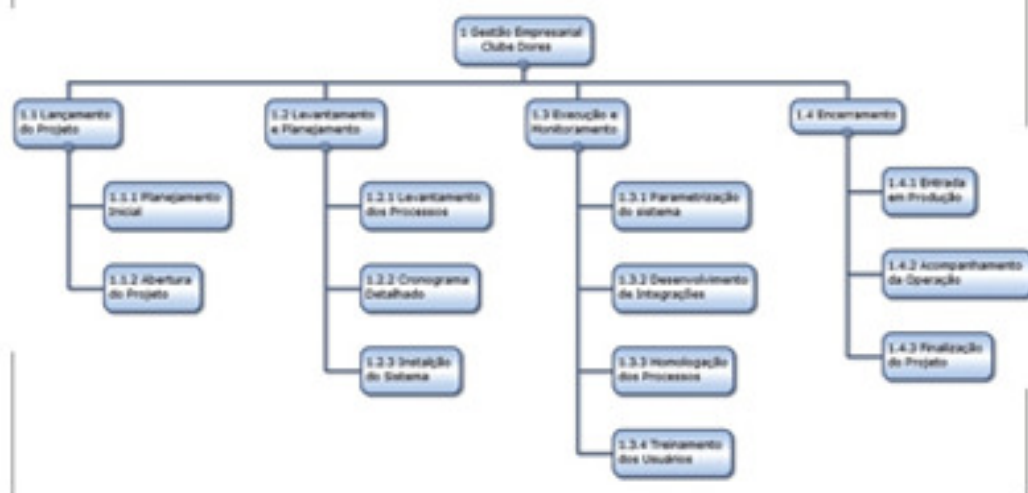 1 Gestão Empresarial
Clube Dores
1.1 Lançamento
do Projeto
1.2 Levantamento
e Planejamento
1.3 Execução e
Monitoramento
1.4 Encerramento
1.1.1 Planejamento
Inicial
1.1.2 Abertura
do Projeto
1.2.1 Levantamento
dos Processos
1.2.2 Cronograma
Detalhado
1.2.3 Instalção
do Sistema
1.3.1 Parametrização
do sistema
1.3.2 Desenvolvimento
de Integrações
1.3.3 Homologação
dos Processos
1.3.4 Treinamento
dos Usuários
1.4.1 Entrada
em Produção
1.4.2 Acompanhamento
da Operação
1.4.3 Finalização
do Projeto